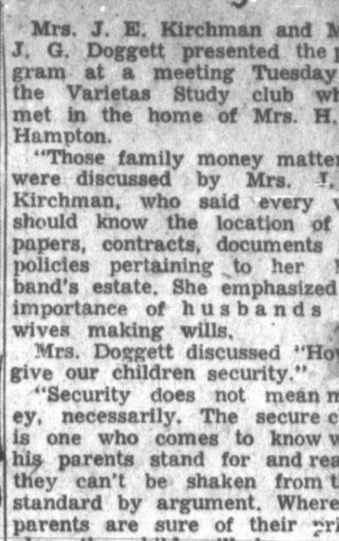 Mrs. J. E. Kirchman and M
J. G. Doggett presented the p
gram at a meeting Tuesday
the Varietas Study club wh
met in the home of Mrs. H.
Hampton.
"Those family money matter
were discussed by Mrs. J.
Kirchman, who said every w
should know the location of
papers, contracts, documents
policies pertaining to her h
band's estate. She emphasized
importance of husbands
wives making wills.
Mrs. Doggett discussed "How
give our children security."
"Security does not mean m
ey, necessarily. The secure c
is one who comes to know w
his parents stand for and rea
they can't be shaken from t
standard by argument. Where
parents are sure of their pri